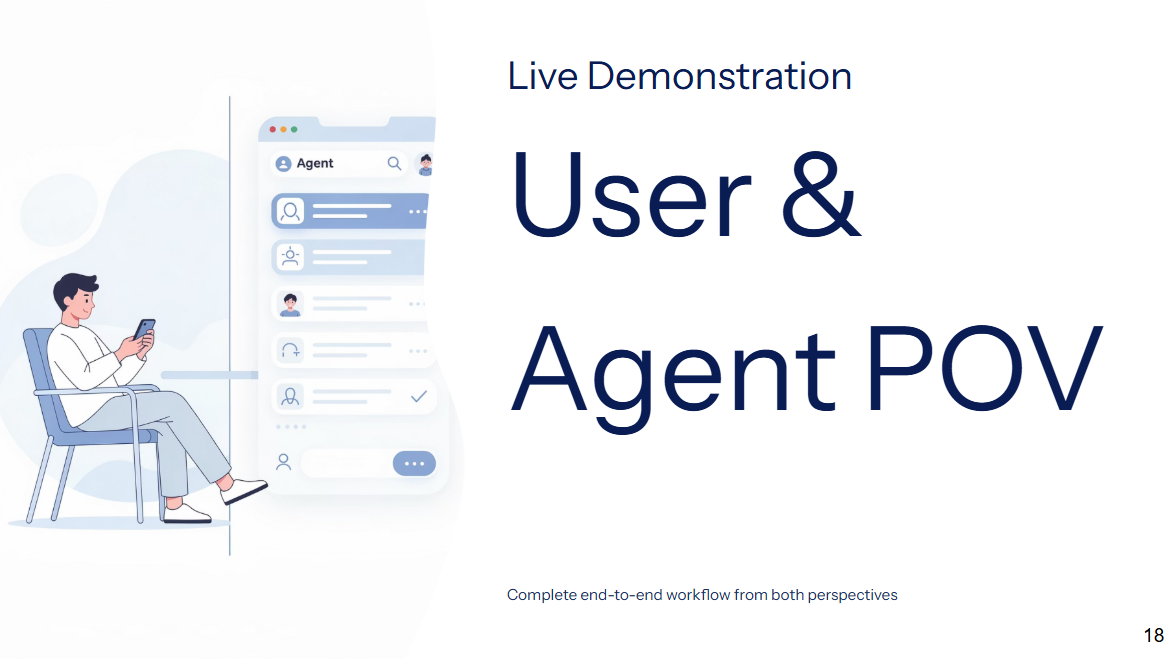 Live Demonstration
User &
Agent POV
Agent
Complete end-to-end workflow from both perspectives
18